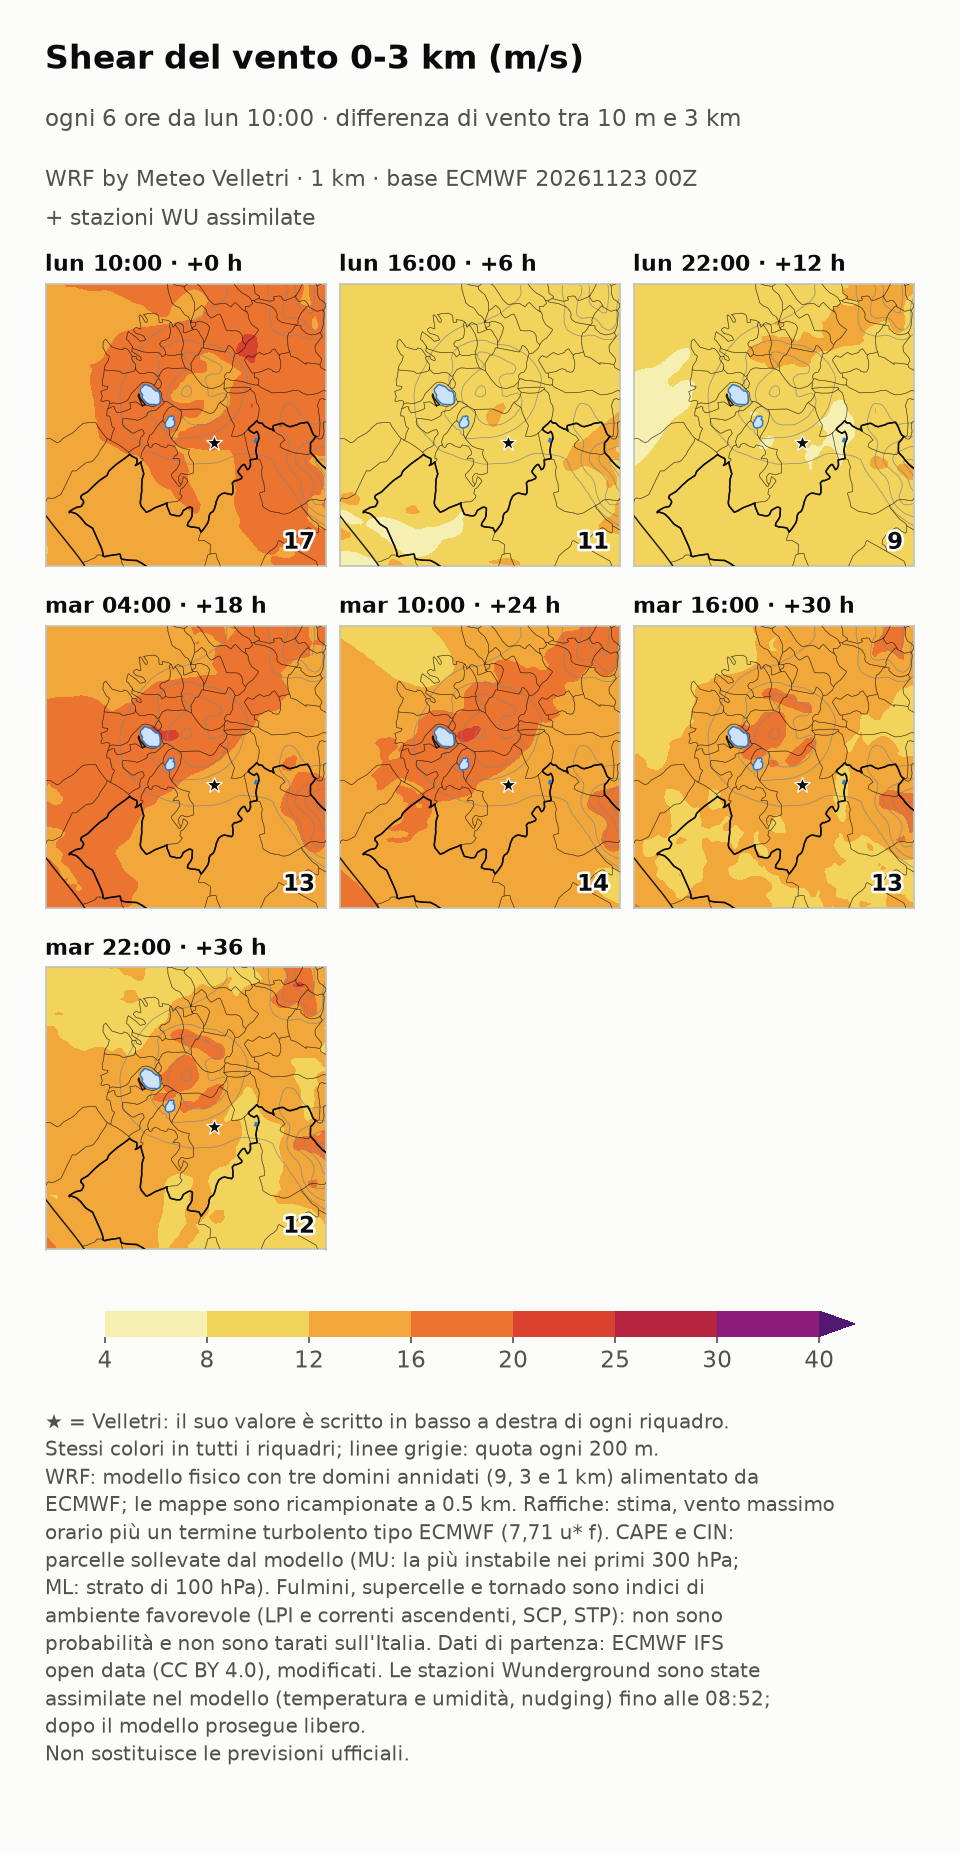 Shear del vento 0-3 km (m/s)
ogni 6 ore da lun 10:00 · differenza di vento tra 10 m e 3 km
WRF by Meteo Velletri · 1 km · base ECMWF 20261123 00Z
+ stazioni WU assimilate
lun 10:00 · +0 h
lun 16:00 · +6 h
lun 22:00 · +12 h
17
11
9
mar 04:00 · +18 h
mar 10:00 · +24 h
mar 16:00 · +30 h
13
14
13
mar 22:00 · +36 h
12
4 8 12 16 20 25 30 40
★ = Velletri: il suo valore è scritto in basso a destra di ogni riquadro.
Stessi colori in tutti i riquadri; linee grigie: quota ogni 200 m.
WRF: modello fisico con tre domini annidati (9, 3 e 1 km) alimentato da
ECMWF; le mappe sono ricampionate a 0.5 km. Raffiche: stima, vento massimo
orario più un termine turbolento tipo ECMWF (7,71 u* f). CAPE e CIN:
parcelle sollevate dal modello (MU: la più instabile nei primi 300 hPa;
ML: strato di 100 hPa). Fulmini, supercelle e tornado sono indici di
ambiente favorevole (LPI e correnti ascendenti, SCP, STP): non sono
probabilità e non sono tarati sull'Italia. Dati di partenza: ECMWF IFS
open data (CC BY 4.0), modificati. Le stazioni Wunderground sono state
assimilate nel modello (temperatura e umidità, nudging) fino alle 08:52;
dopo il modello prosegue libero.
Non sostituisce le previsioni ufficiali.